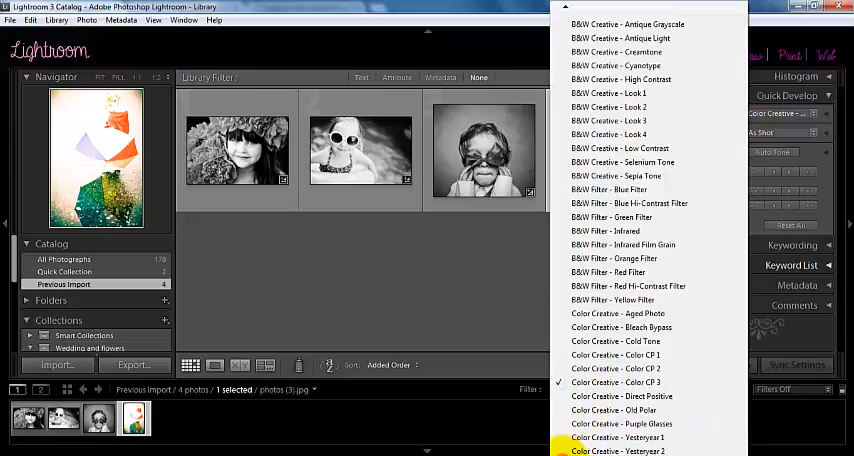 Lightroom 3 Catalog - Adobe Photoshop Lightroom - Library
File Edit Library Photo Metadata View Window Help
Lightroom
Print
Web
Navigator FIT FILL 1:1 1:2
Library Filter: Text Attribute Metadata None
Histogram
Quick Develop
Color Creative - ...
As Shot
Auto Tone
Reset All
Keywording
Keyword List
Metadata
Comments
Sync Settings
Catalog
All Photographs 178
Quick Collection 2
Previous Import 4
Folders
Collections
Smart Collections
Wedding and flowers
Import...
Export...
Sort: Added Order
1 2 Previous Import / 4 photos / 1 selected / photos (3).jpg
Filter :
Filters Off
B&W Creative - Antique Grayscale
B&W Creative - Antique Light
B&W Creative - Creamtone
B&W Creative - Cyanotype
B&W Creative - High Contrast
B&W Creative - Look 1
B&W Creative - Look 2
B&W Creative - Look 3
B&W Creative - Look 4
B&W Creative - Low Contrast
B&W Creative - Selenium Tone
B&W Creative - Sepia Tone
B&W Filter - Blue Filter
B&W Filter - Blue Hi-Contrast Filter
B&W Filter - Green Filter
B&W Filter - Infrared
B&W Filter - Infrared Film Grain
B&W Filter - Orange Filter
B&W Filter - Red Filter
B&W Filter - Red Hi-Contrast Filter
B&W Filter - Yellow Filter
Color Creative - Aged Photo
Color Creative - Bleach Bypass
Color Creative - Cold Tone
Color Creative - Color CP 1
Color Creative - Color CP 2
Color Creative - Color CP 3
Color Creative - Direct Positive
Color Creative - Old Polar
Color Creative - Purple Glasses
Color Creative - Yesteryear 1
Color Creative - Yesteryear 2